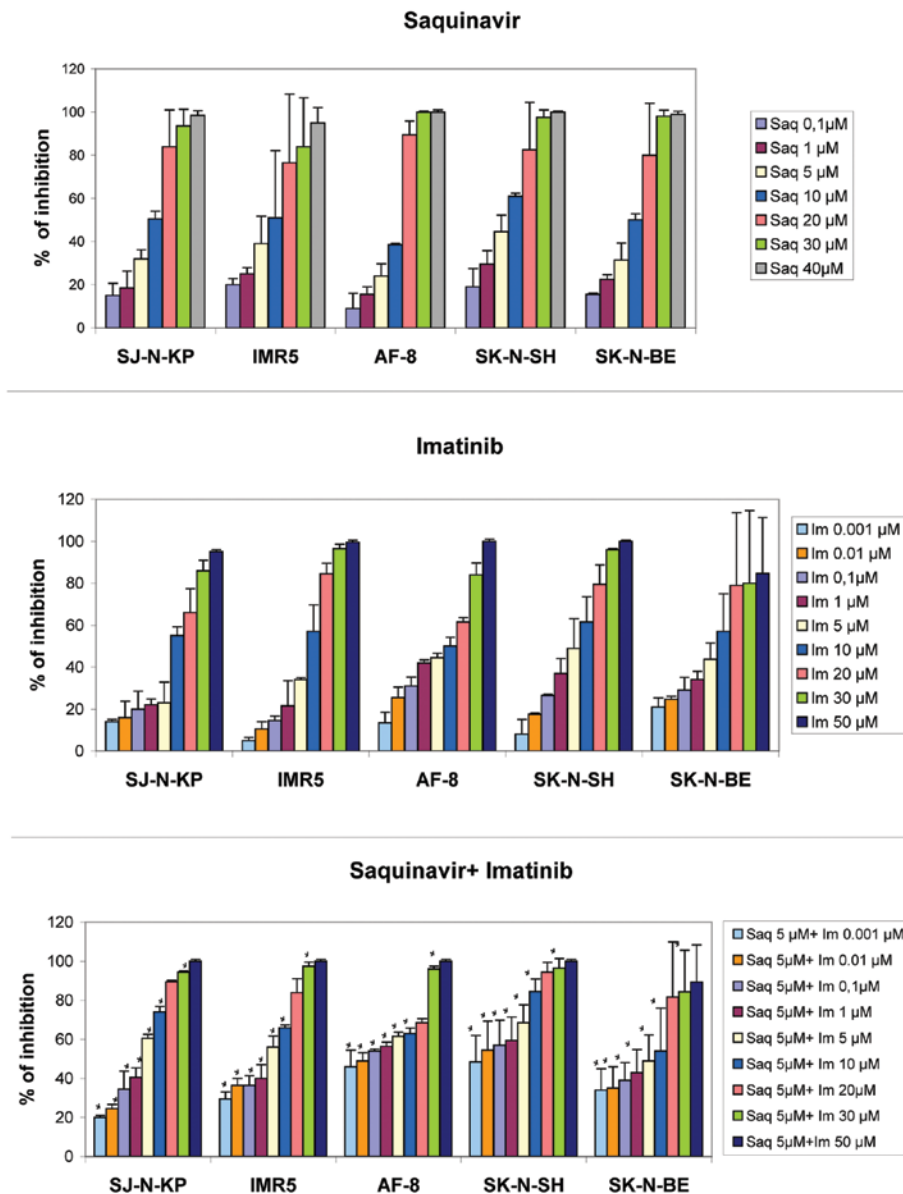 Saquinavir
% of inhibition
120
100
80
60
40
20
0
SJ-N-KP IMR5 AF-8 SK-N-SH SK-N-BE
Saq 0,1µM
Saq 1 µM
Saq 5 µM
Saq 10 µM
Saq 20 µM
Saq 30 µM
Saq 40µM
Imatinib
% of inhibition
120
100
80
60
40
20
0
SJ-N-KP IMR5 AF-8 SK-N-SH SK-N-BE
Im 0.001 µM
Im 0.01 µM
Im 0,1µM
Im 1 µM
Im 5 µM
Im 10 µM
Im 20 µM
Im 30 µM
Im 50 µM
Saquinavir+ Imatinib
% of inhibition
120
100
80
60
40
20
0
SJ-N-KP IMR5 AF-8 SK-N-SH SK-N-BE
Saq 5 µM+ Im 0.001 µM
Saq 5µM+ Im 0.01 µM
Saq 5µM+ Im 0,1µM
Saq 5µM+ Im 1 µM
Saq 5µM+ Im 5 µM
Saq 5µM+ Im 10 µM
Saq 5µM+ Im 20µM
Saq 5µM+ Im 30 µM
Saq 5µM+Im 50 µM